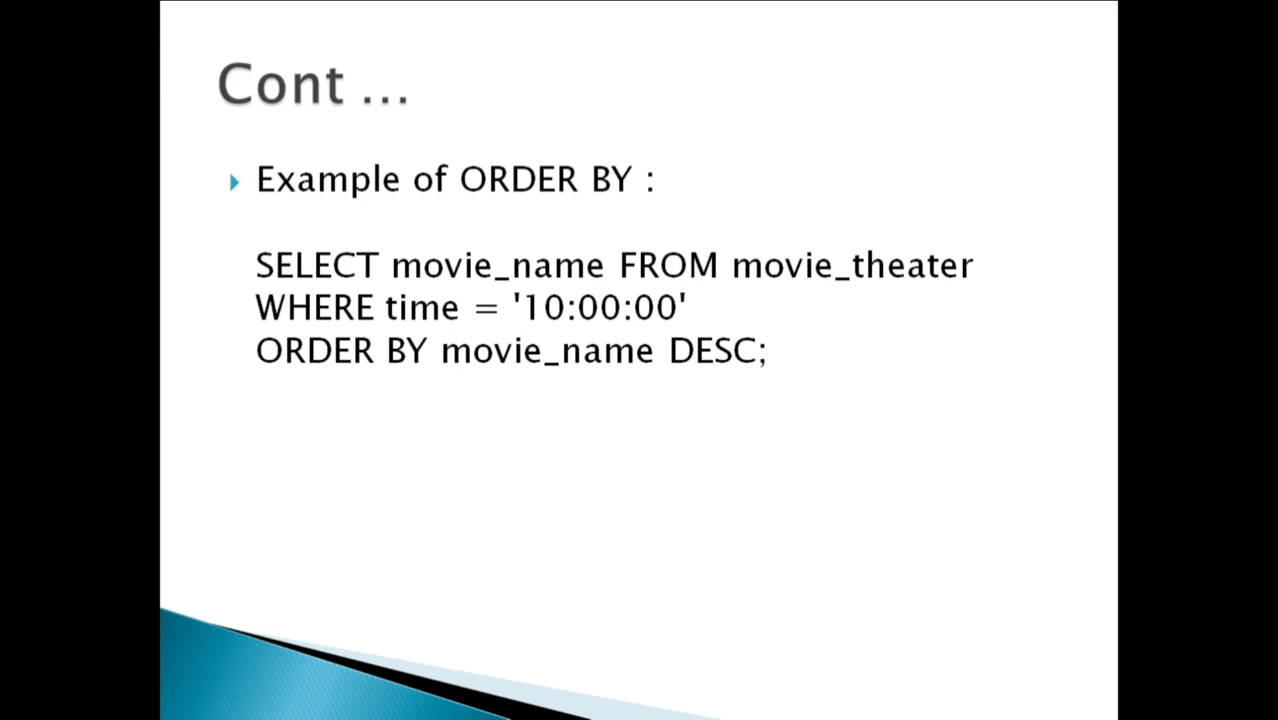 Cont ...
Example of ORDER BY :
SELECT movie_name FROM movie_theater
WHERE time = '10:00:00'
ORDER BY movie_name DESC;